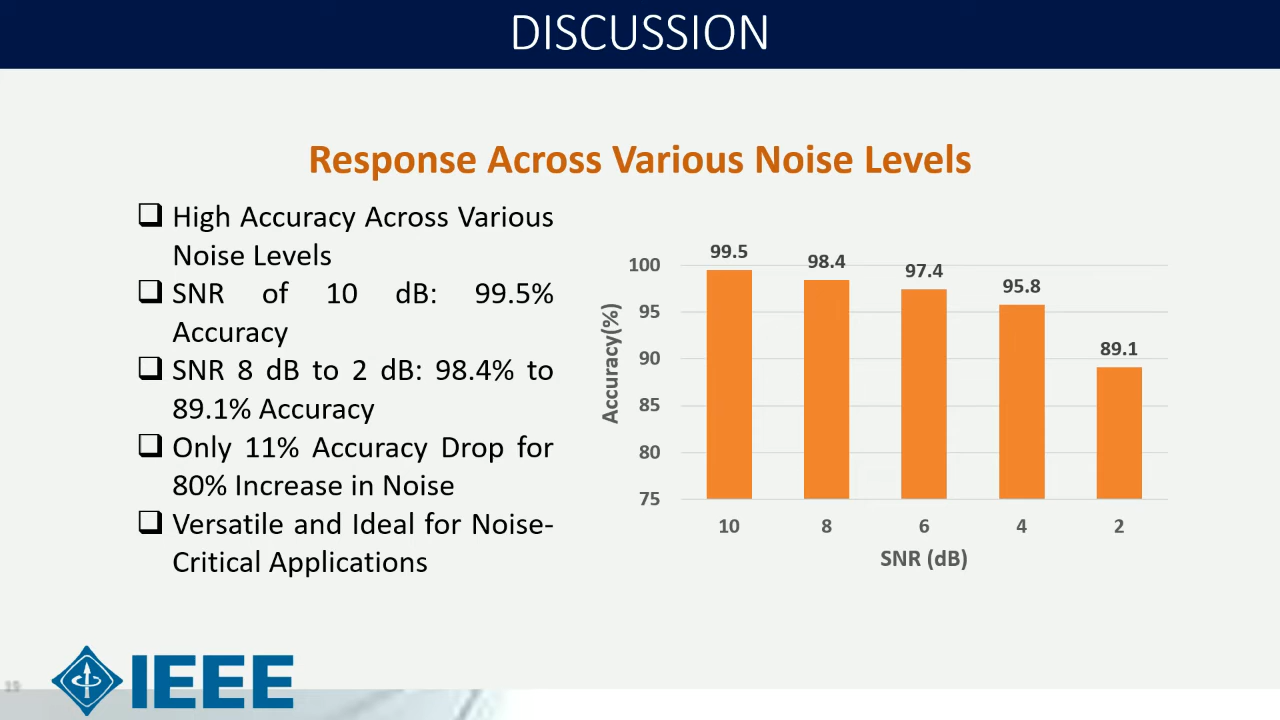 DISCUSSION
Response Across Various Noise Levels
High Accuracy Across Various
Noise Levels
SNR of 10 dB: 99.5%
Accuracy
SNR 8 dB to 2 dB: 98.4% to
89.1% Accuracy
Only 11% Accuracy Drop for
80% Increase in Noise
Versatile and Ideal for Noise-
Critical Applications
99.5
98.4
97.4
95.8
89.1
100
95
90
85
80
75
Accuracy(%)
10 8 6 4 2
SNR (dB)
IEEE